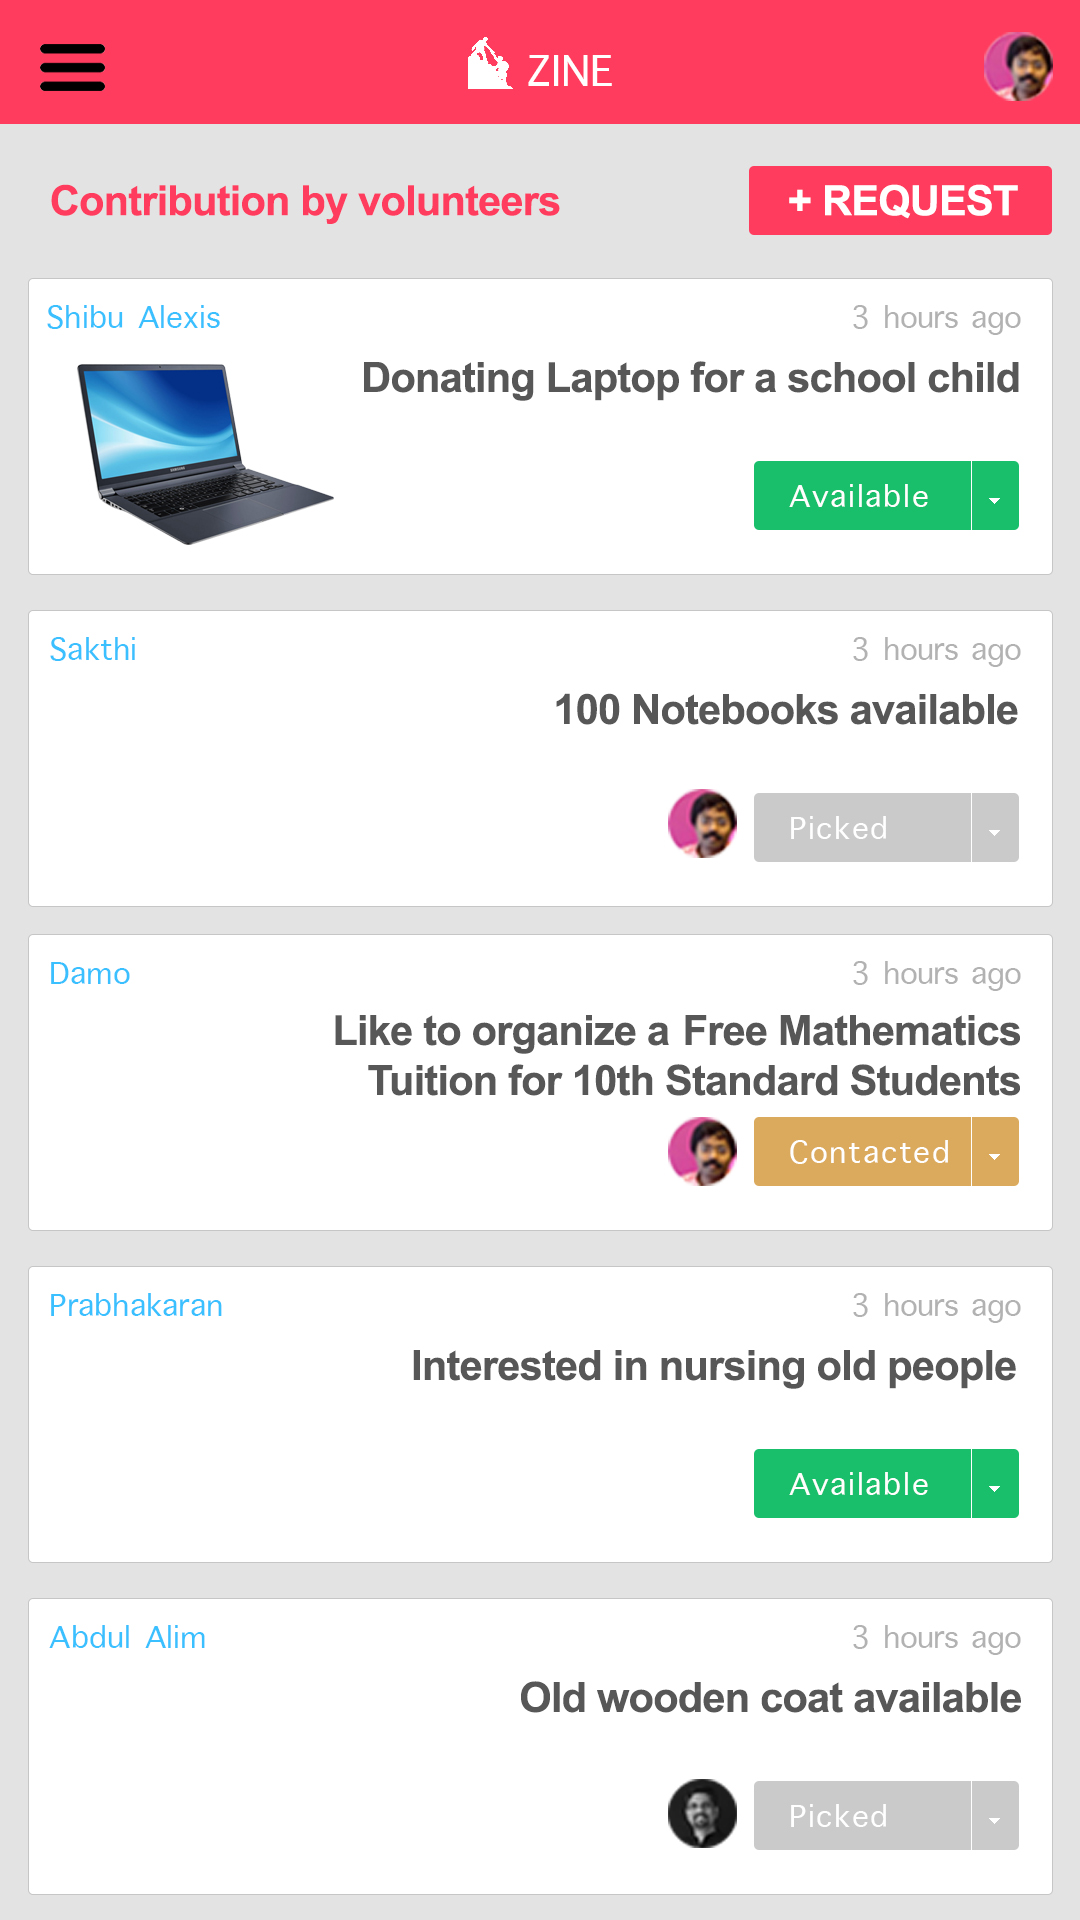 ZINE
Contribution by volunteers
+ REQUEST
Shibu Alexis
3 hours ago
Donating Laptop for a school child
Available
Sakthi
3 hours ago
100 Notebooks available
Picked
Damo
3 hours ago
Like to organize a Free Mathematics
Tuition for 10th Standard Students
Contacted
Prabhakaran
3 hours ago
Interested in nursing old people
Available
Abdul Alim
3 hours ago
Old wooden coat available
Picked